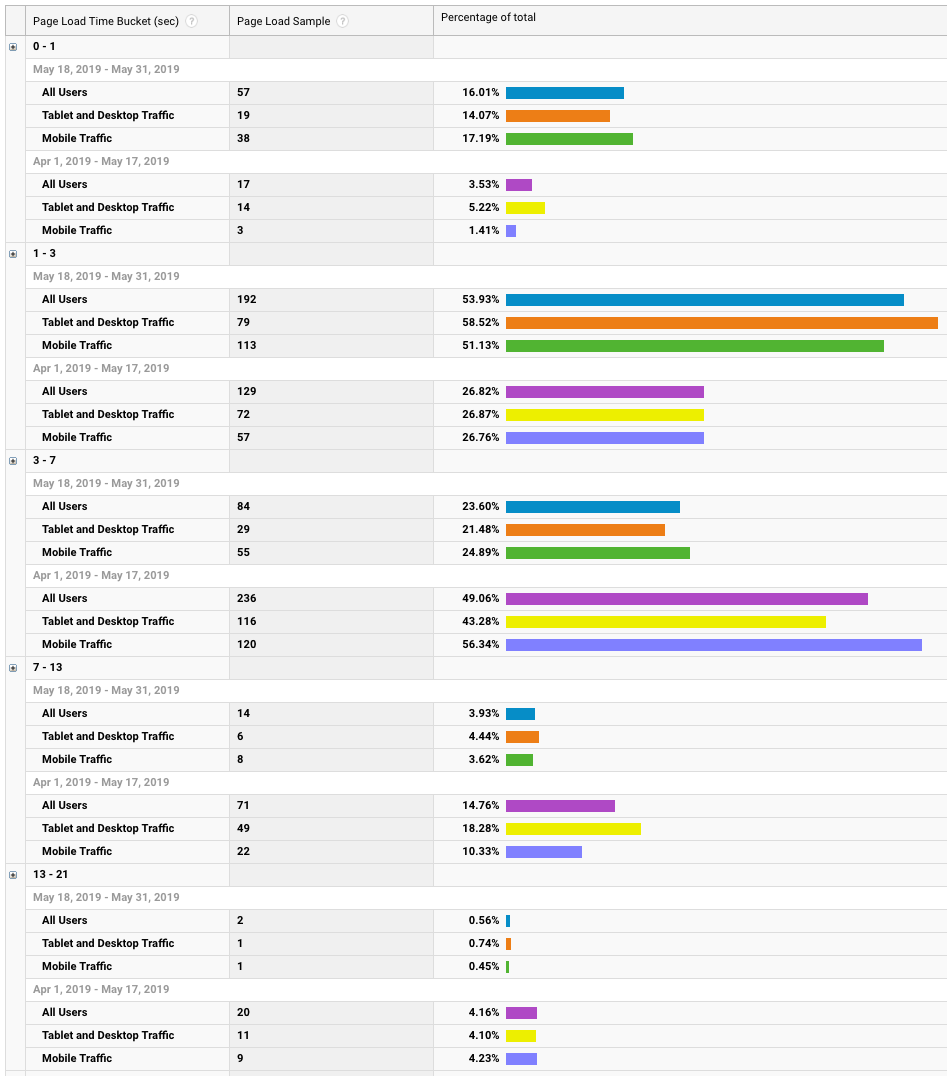 Page Load Time Bucket (sec) ? Page Load Sample ? Percentage of total
0 - 1
May 18, 2019 - May 31, 2019
All Users 57 16.01%
Tablet and Desktop Traffic 19 14.07%
Mobile Traffic 38 17.19%
Apr 1, 2019 - May 17, 2019
All Users 17 3.53%
Tablet and Desktop Traffic 14 5.22%
Mobile Traffic 3 1.41%
1 - 3
May 18, 2019 - May 31, 2019
All Users 192 53.93%
Tablet and Desktop Traffic 79 58.52%
Mobile Traffic 113 51.13%
Apr 1, 2019 - May 17, 2019
All Users 129 26.82%
Tablet and Desktop Traffic 72 26.87%
Mobile Traffic 57 26.76%
3 - 7
May 18, 2019 - May 31, 2019
All Users 84 23.60%
Tablet and Desktop Traffic 29 21.48%
Mobile Traffic 55 24.89%
Apr 1, 2019 - May 17, 2019
All Users 236 49.06%
Tablet and Desktop Traffic 116 43.28%
Mobile Traffic 120 56.34%
7 - 13
May 18, 2019 - May 31, 2019
All Users 14 3.93%
Tablet and Desktop Traffic 6 4.44%
Mobile Traffic 8 3.62%
Apr 1, 2019 - May 17, 2019
All Users 71 14.76%
Tablet and Desktop Traffic 49 18.28%
Mobile Traffic 22 10.33%
13 - 21
May 18, 2019 - May 31, 2019
All Users 2 0.56%
Tablet and Desktop Traffic 1 0.74%
Mobile Traffic 1 0.45%
Apr 1, 2019 - May 17, 2019
All Users 20 4.16%
Tablet and Desktop Traffic 11 4.10%
Mobile Traffic 9 4.23%